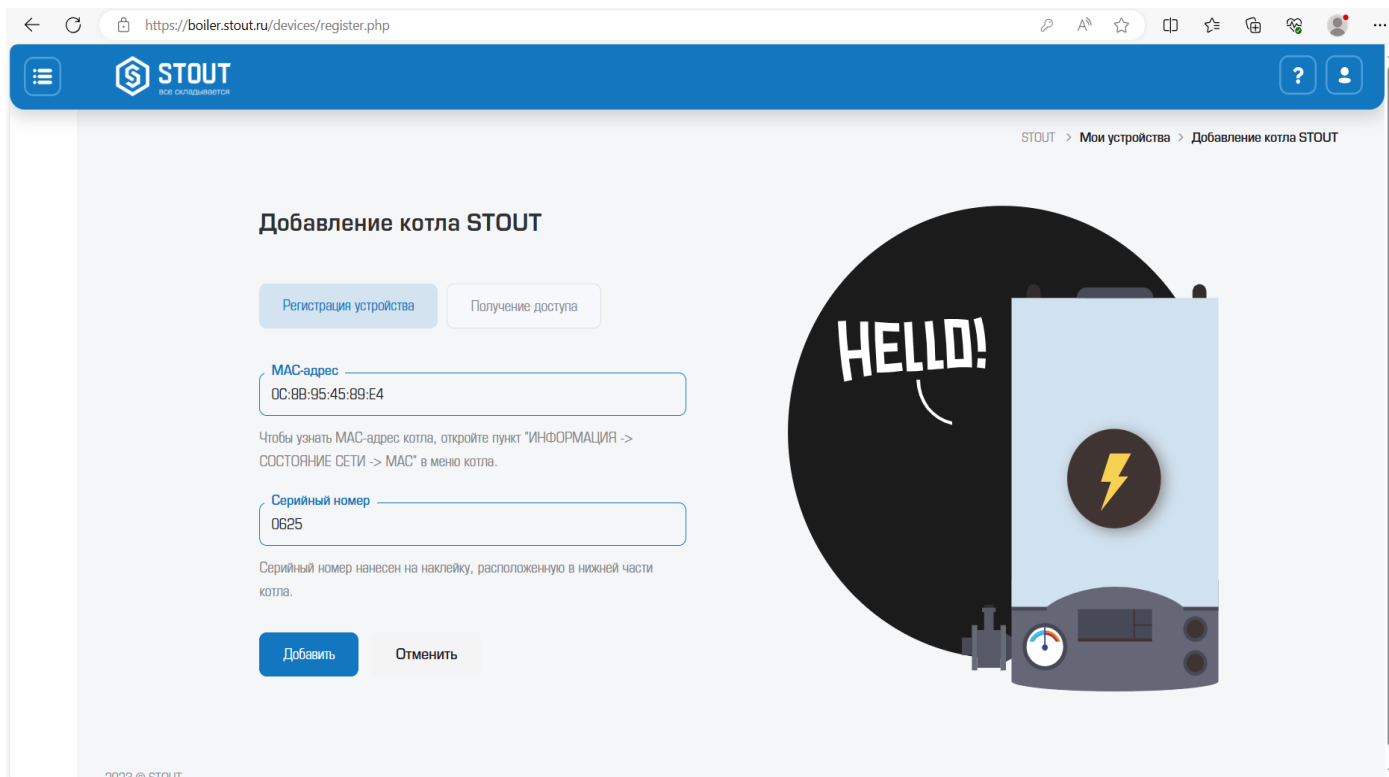 https://boiler.stout.ru/devices/register.php
STOUT
все складывается
?
STOUT > Мои устройства > Добавление котла STOUT
Добавление котла STOUT
Регистрация устройства
Получение доступа
MAC-адрес
0C:8B:95:45:89:E4
Чтобы узнать MAC-адрес котла, откройте пункт "ИНФОРМАЦИЯ ->
СОСТОЯНИЕ СЕТИ -> MAC" в меню котла.
Серийный номер
0625
Серийный номер нанесен на наклейку, расположенную в нижней части
котла.
Добавить
Отменить
HELLO!
2023 © STOUT